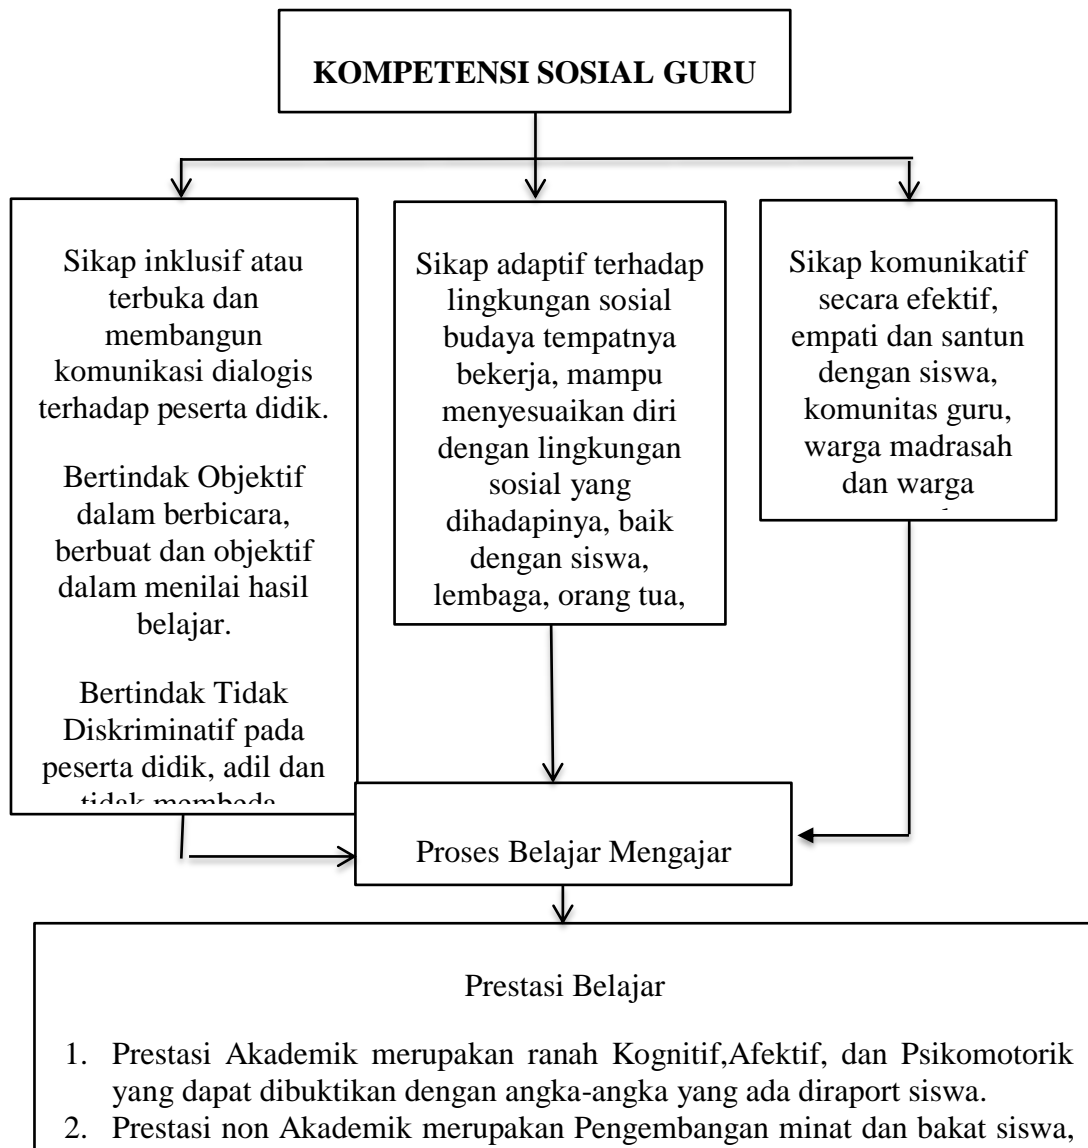 KOMPETENSI SOSIAL GURU
Sikap inklusif atau
terbuka dan
membangun
komunikasi dialogis
terhadap peserta didik.
Bertindak Objektif
dalam berbicara,
berbuat dan objektif
dalam menilai hasil
belajar.
Bertindak Tidak
Diskriminatif pada
peserta didik, adil dan
tidak membeda
Sikap adaptif terhadap
lingkungan sosial
budaya tempatnya
bekerja, mampu
menyesuaikan diri
dengan lingkungan
sosial yang
dihadapinya, baik
dengan siswa,
lembaga, orang tua,
Sikap komunikatif
secara efektif,
empati dan santun
dengan siswa,
komunitas guru,
warga madrasah
dan warga
Proses Belajar Mengajar
Prestasi Belajar
1. Prestasi Akademik merupakan ranah Kognitif,Afektif, dan Psikomotorik
yang dapat dibuktikan dengan angka-angka yang ada diraport siswa.
2. Prestasi non Akademik merupakan Pengembangan minat dan bakat siswa,